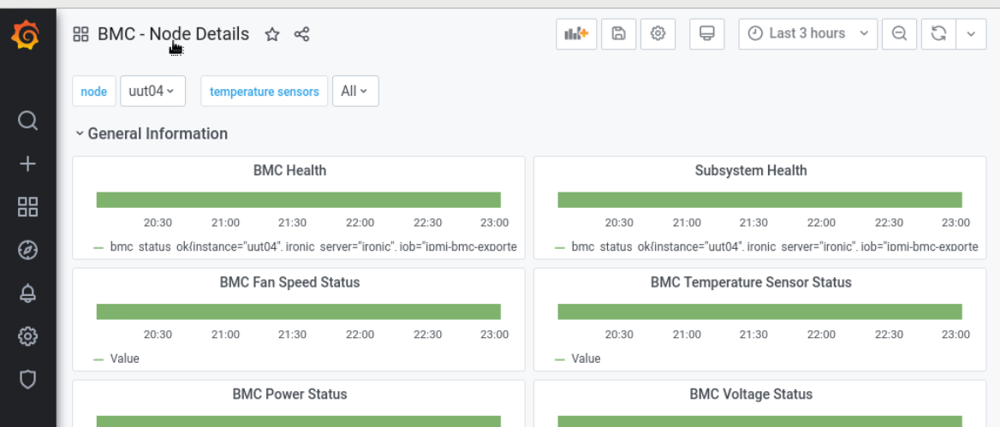 BMC - Node Details
Last 3 hours
node uut04 temperature sensors All
General Information
BMC Health
20:30 21:00 21:30 22:00 22:30 23:00
bmc_status_ok{instance="uut04", ironic_server="ironic", job="ipmi-bmc-exporte
Subsystem Health
20:30 21:00 21:30 22:00 22:30 23:00
bmc_status_ok{instance="uut04", ironic_server="ironic", job="ipmi-bmc-exporte
BMC Fan Speed Status
20:30 21:00 21:30 22:00 22:30 23:00
Value
BMC Temperature Sensor Status
20:30 21:00 21:30 22:00 22:30 23:00
Value
BMC Power Status
BMC Voltage Status